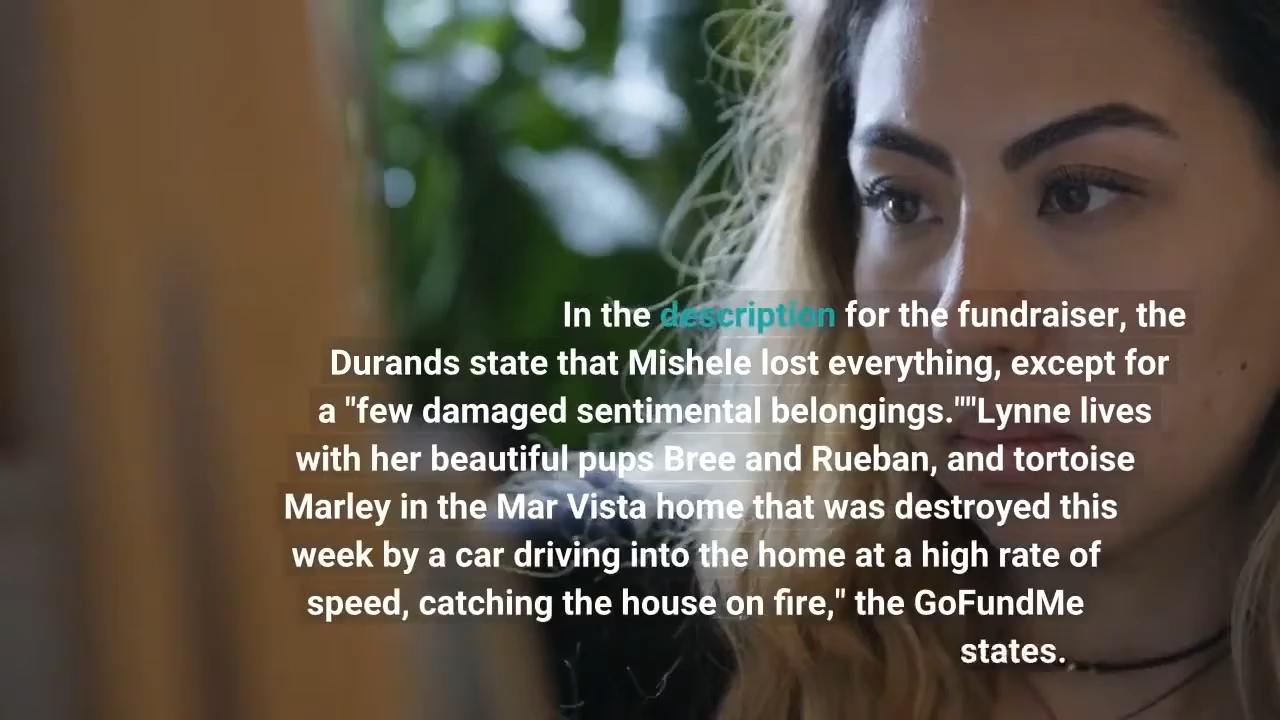 In the description for the fundraiser, the
Durands state that Mishele lost everything, except for
a "few damaged sentimental belongings.""Lynne lives
with her beautiful pups Bree and Rueban, and tortoise
Marley in the Mar Vista home that was destroyed this
week by a car driving into the home at a high rate of
speed, catching the house on fire," the GoFundMe
states.